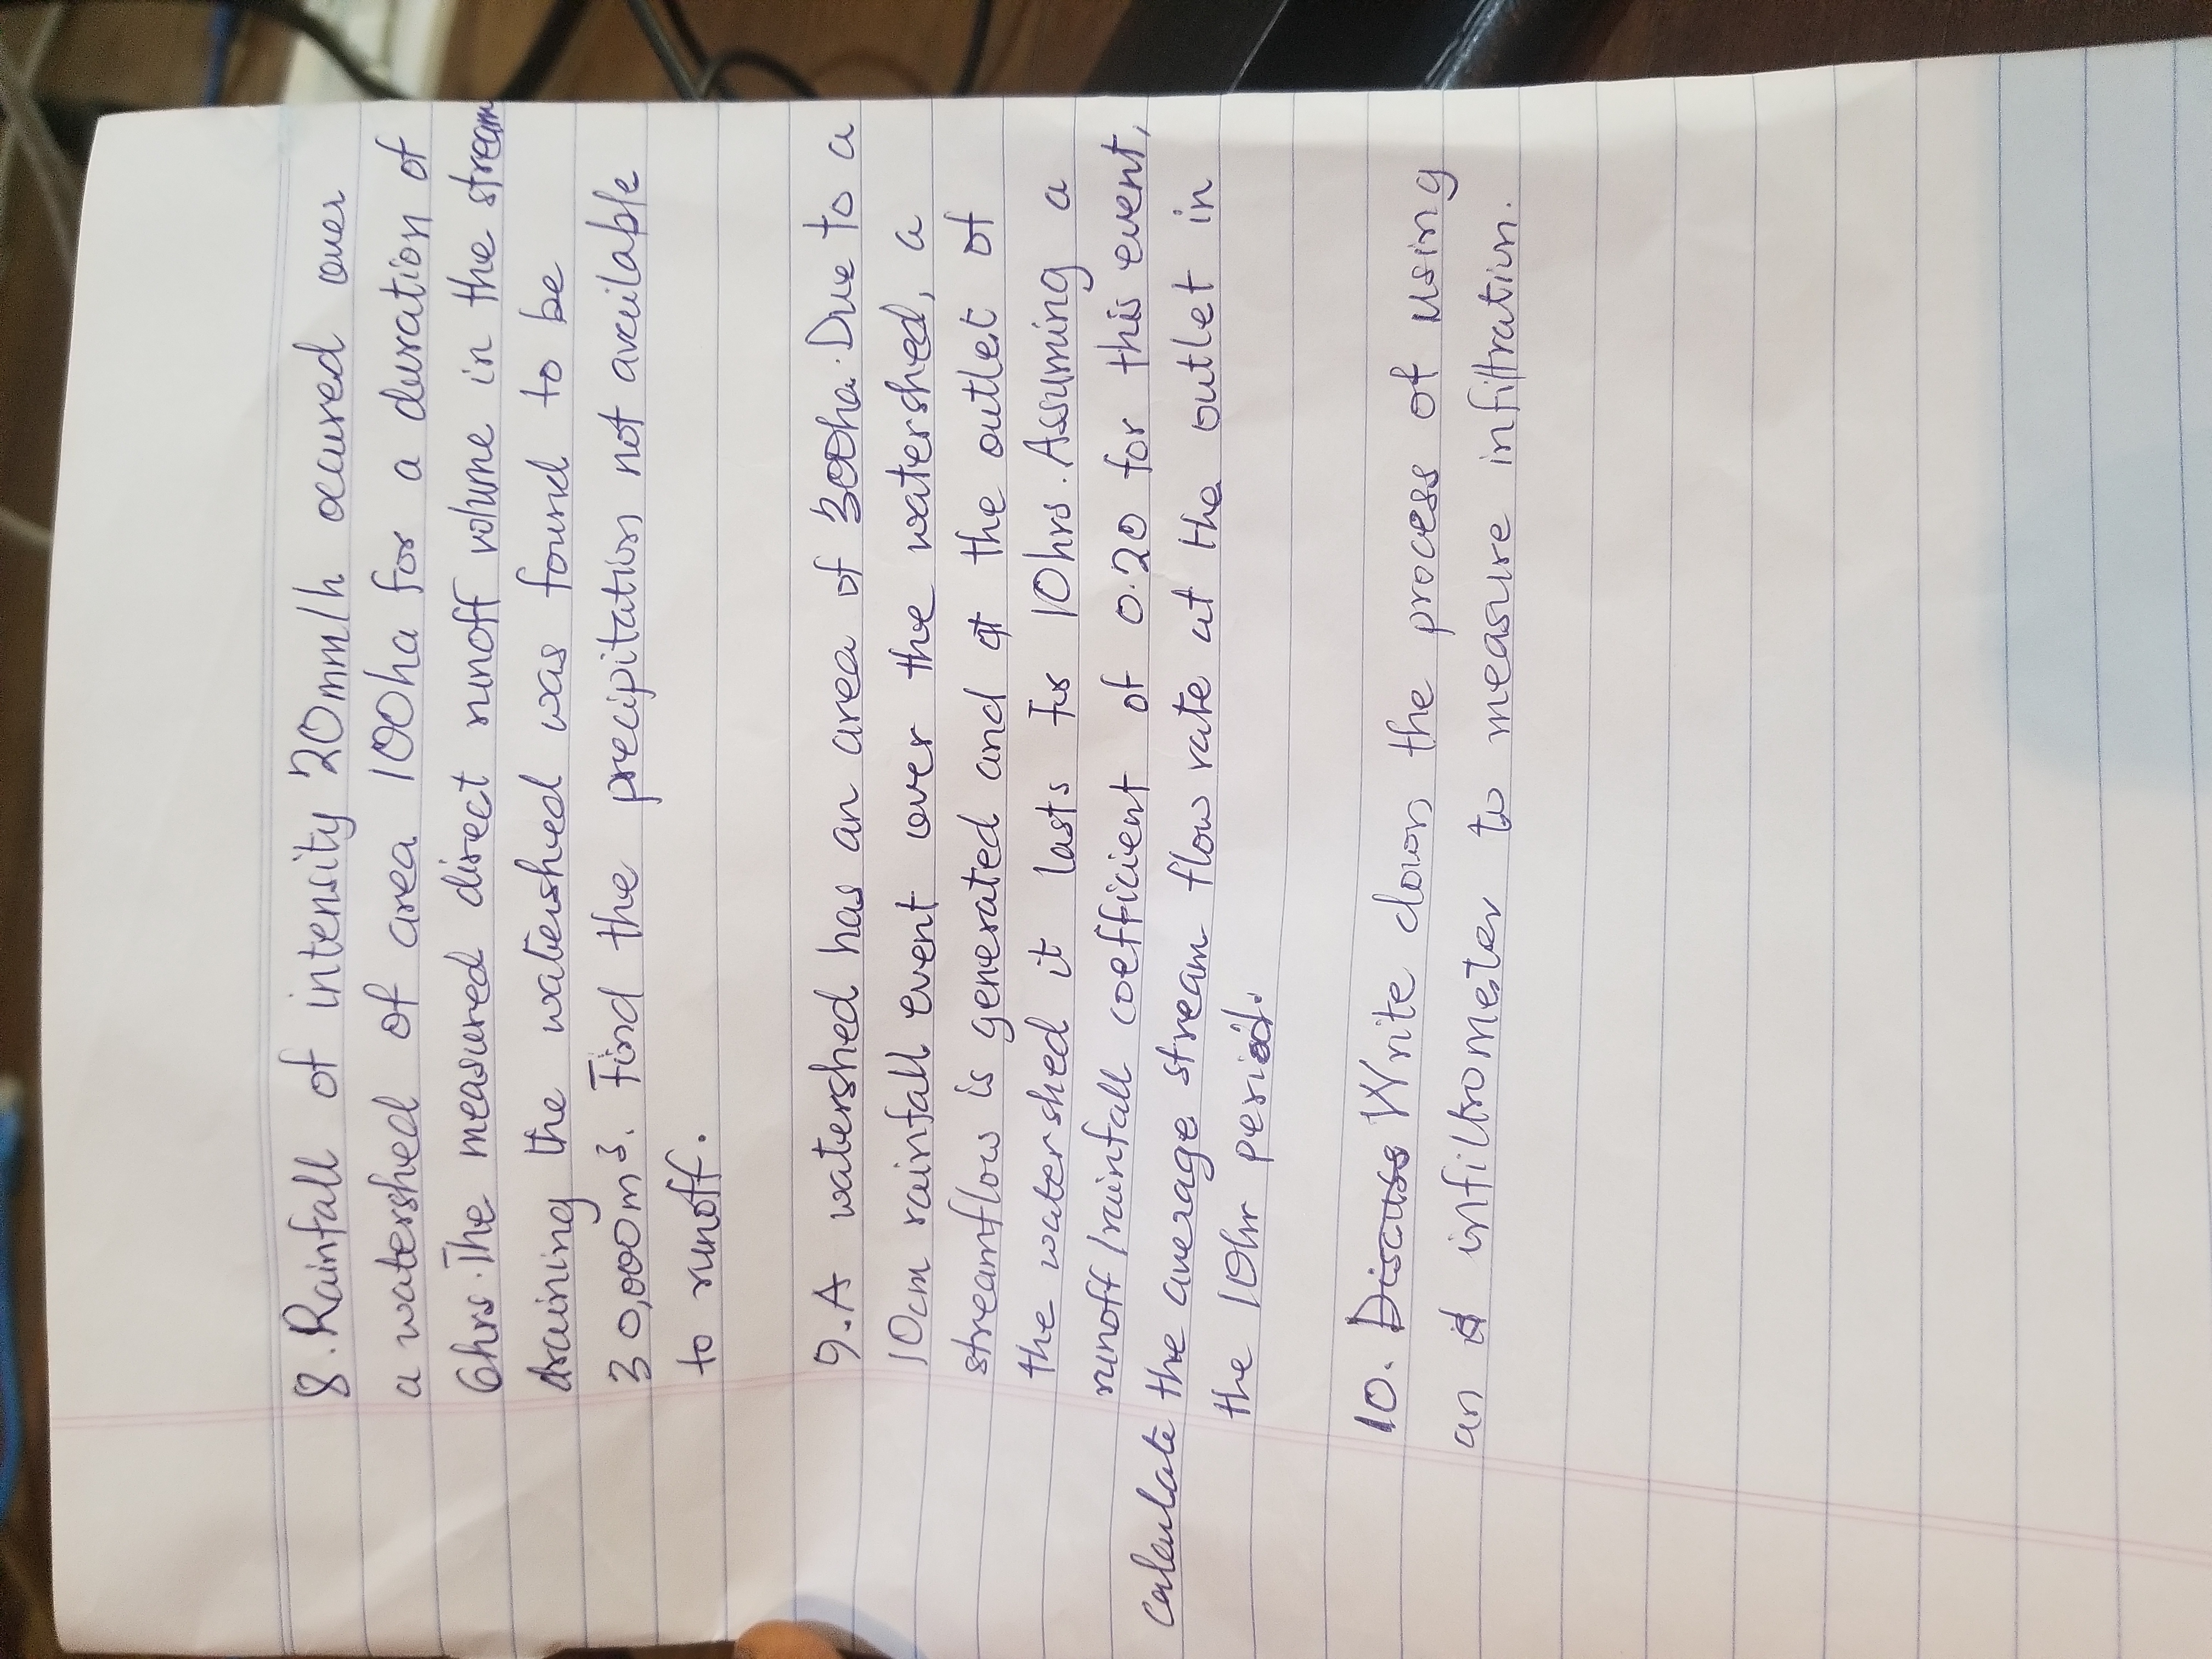 8. Rainfall of intensity 20mm/h occured over
a watershed of area 100ha for a duration of
6hrs. The measured direct runoff volume in the stream
draining the watershed was found to be
30,000m³. Find the precipitation not available
to runoff.
9. A watershed has an area of 300ha. Due to a
10cm rainfall event over the watershed, a
streamflow is generated and at the outlet of
the watershed it lasts for 10hrs. Assuming a
runoff/rainfall coefficient of 0.20 for this event,
calculate the average stream flow rate at the outlet in
the 10hr period.
10. Discuss Write down the process of using
an infiltrometer to measure infiltration.